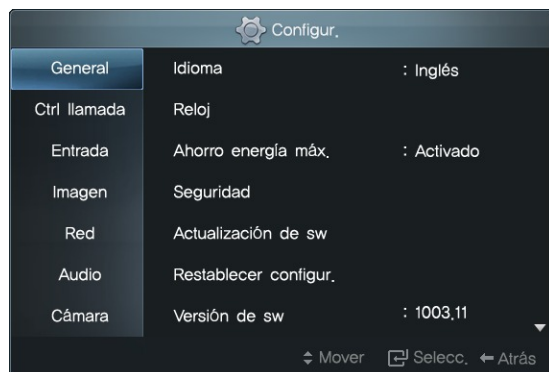 Configur.
General
Idioma : Inglés
Ctrl llamada
Reloj
Entrada
Ahorro energía máx. : Activado
Imagen
Seguridad
Red
Actualización de sw
Audio
Restablecer configur.
Cámara
Versión de sw : 1003.11
Mover Selecc. Atrás